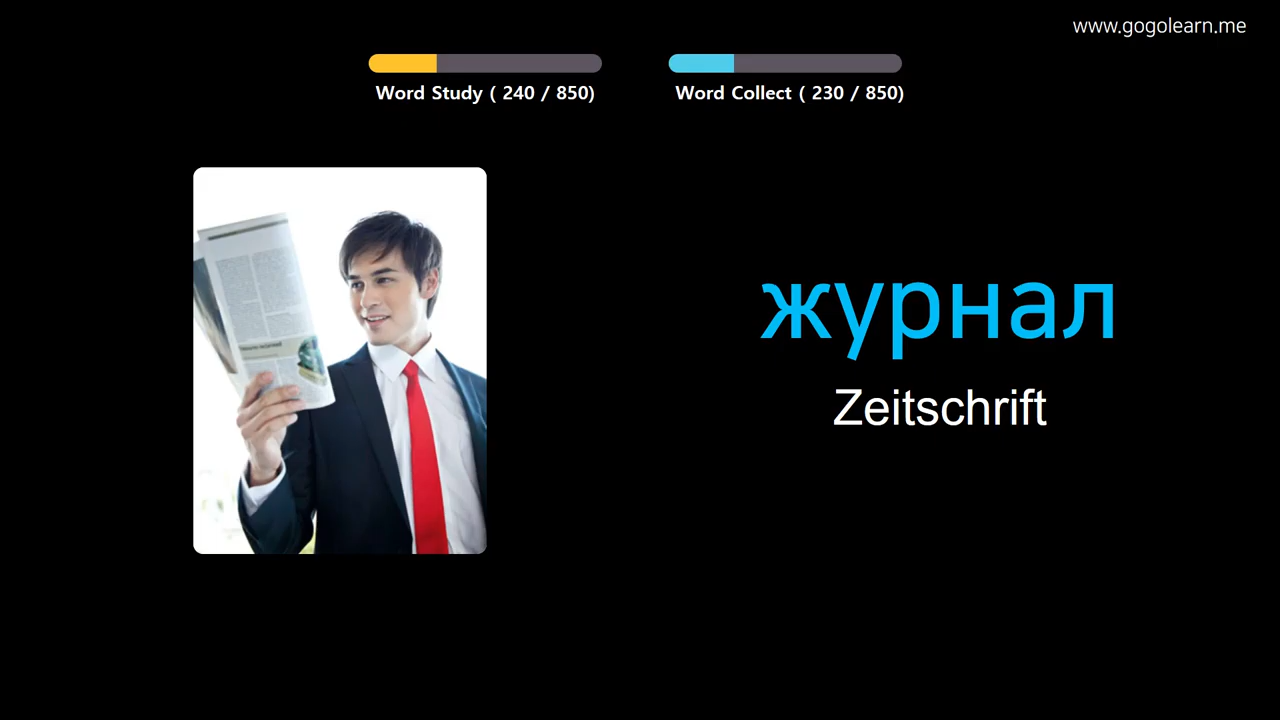 www.gogolearn.me
Word Study ( 240 / 850)
Word Collect ( 230 / 850)
журнал
Zeitschrift